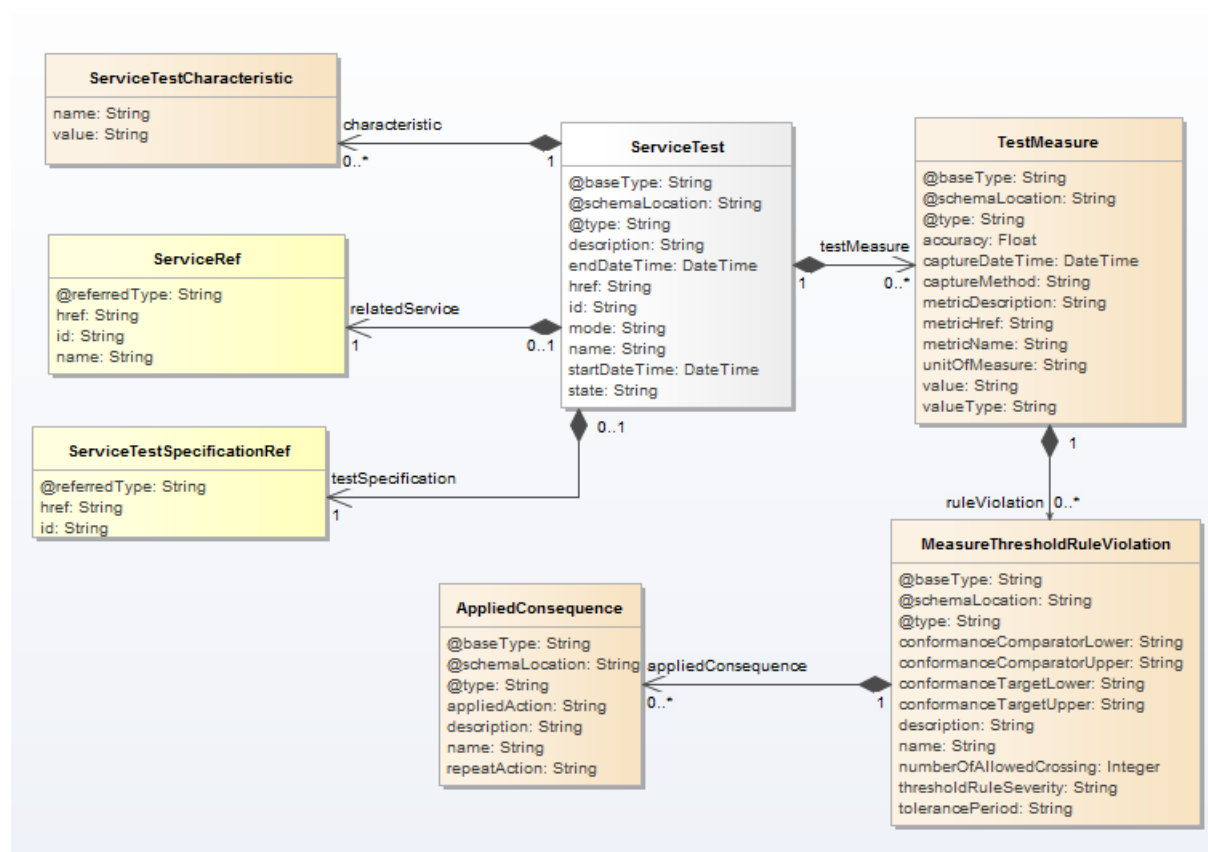 ServiceTestCharacteristic
name: String
value: String
characteristic
0..*
1
ServiceTest
@baseType: String
@schemaLocation: String
@type: String
description: String
endDateTime: DateTime
href: String
id: String
mode: String
name: String
startDateTime: DateTime
state: String
testMeasure
1
0..*
TestMeasure
@baseType: String
@schemaLocation: String
@type: String
accuracy: Float
captureDateTime: DateTime
captureMethod: String
metricDescription: String
metricHref: String
metricName: String
unitOfMeasure: String
value: String
valueType: String
ServiceRef
@referredType: String
href: String
id: String
name: String
relatedService
1
0..1
0..1
ServiceTestSpecificationRef
@referredType: String
href: String
id: String
testSpecification
1
1
ruleViolation
0..*
MeasureThresholdRuleViolation
@baseType: String
@schemaLocation: String
@type: String
conformanceComparatorLower: String
conformanceComparatorUpper: String
conformanceTargetLower: String
conformanceTargetUpper: String
description: String
name: String
numberOfAllowedCrossing: Integer
thresholdRuleSeverity: String
tolerancePeriod: String
AppliedConsequence
@baseType: String
@schemaLocation: String
@type: String
appliedAction: String
description: String
name: String
repeatAction: String
appliedConsequence
0..*
1